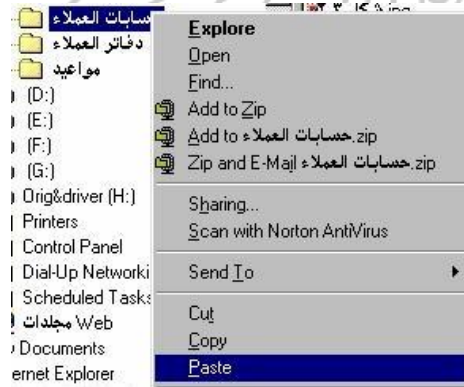 حسابات العملاء
دفاتر العملاء
مواعيد
(D:)
(E:)
(F:)
(G:)
Orig&driver (H:)
Printers
Control Panel
Dial-Up Networki
Scheduled Tasks
مجلدات Web
Documents
ernet Explorer
Explore
Open
Find...
Add to Zip
Add to حسابات العملاء.zip
Zip and E-Mail حسابات العملاء.zip
Sharing...
Scan with Norton AntiVirus
Send To
Cut
Copy
Paste